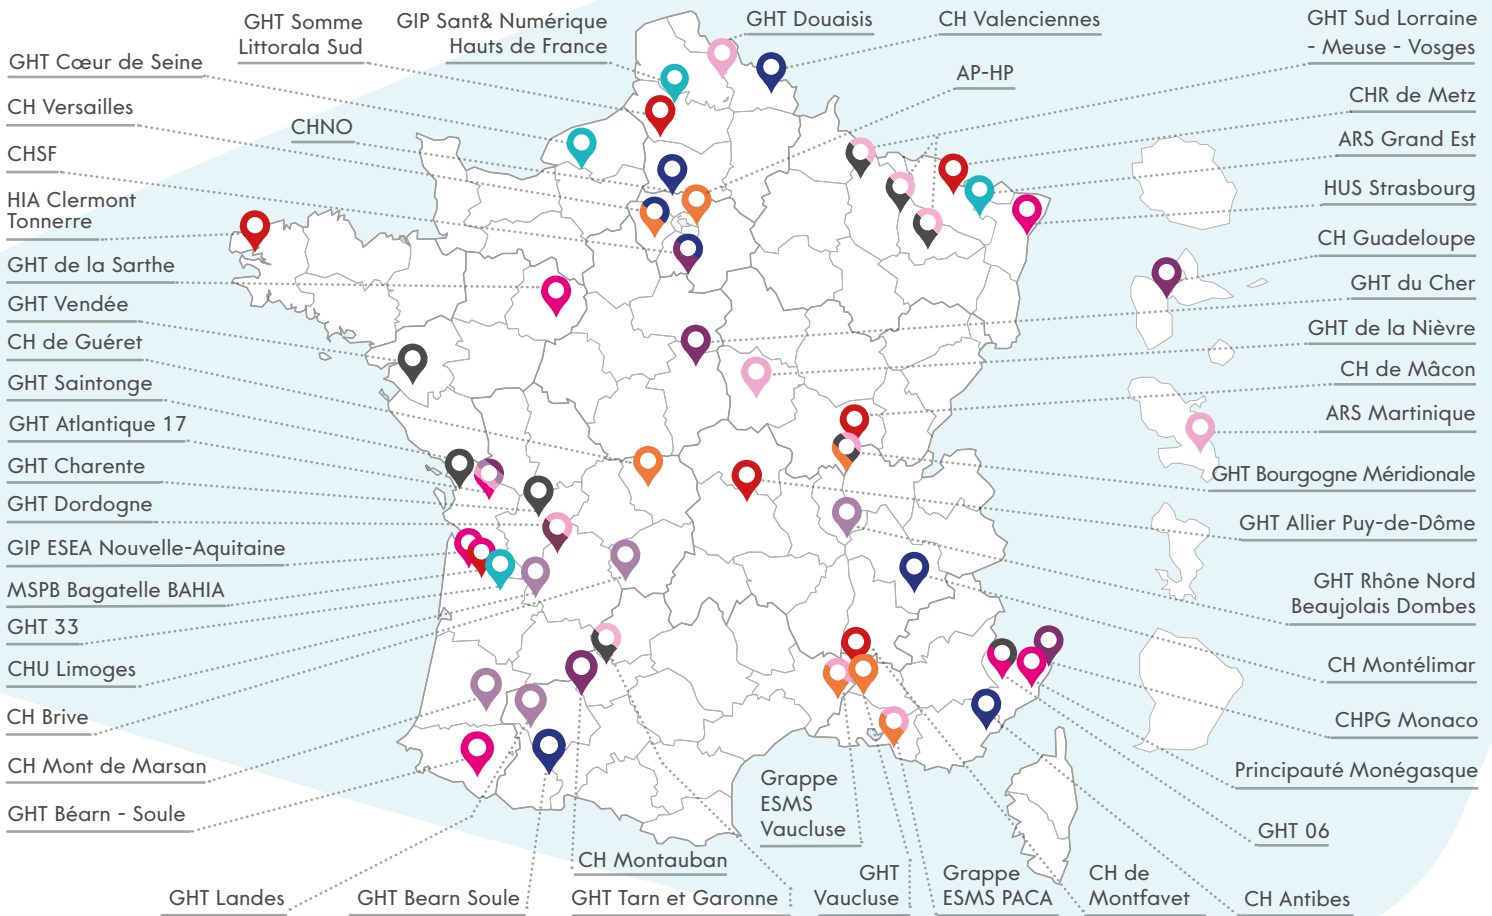 GHT Somme
Littorala Sud
GIP Sant& Numérique
Hauts de France
GHT Douaisis
CH Valenciennes
GHT Sud Lorraine
- Meuse - Vosges
GHT Cœur de Seine
AP-HP
CH Versailles
CHNO
CHR de Metz
CHSF
ARS Grand Est
HIA Clermont
Tonnerre
HUS Strasbourg
GHT de la Sarthe
CH Guadeloupe
GHT Vendée
GHT du Cher
CH de Guéret
GHT de la Nièvre
GHT Saintonge
CH de Mâcon
GHT Atlantique 17
ARS Martinique
GHT Charente
GHT Bourgogne Méridionale
GHT Dordogne
GHT Allier Puy-de-Dôme
GIP ESEA Nouvelle-Aquitaine
MSPB Bagatelle BAHIA
GHT Rhône Nord
Beaujolais Dombes
GHT 33
CHU Limoges
CH Montélimar
CH Brive
CHPG Monaco
CH Mont de Marsan
Principauté Monégasque
GHT Béarn - Soule
Grappe
ESMS
Vaucluse
GHT 06
CH Montauban
GHT Landes
GHT Bearn Soule
GHT Tarn et Garonne
GHT
Vaucluse
Grappe
ESMS PACA
CH de
Montfavet
CH Antibes